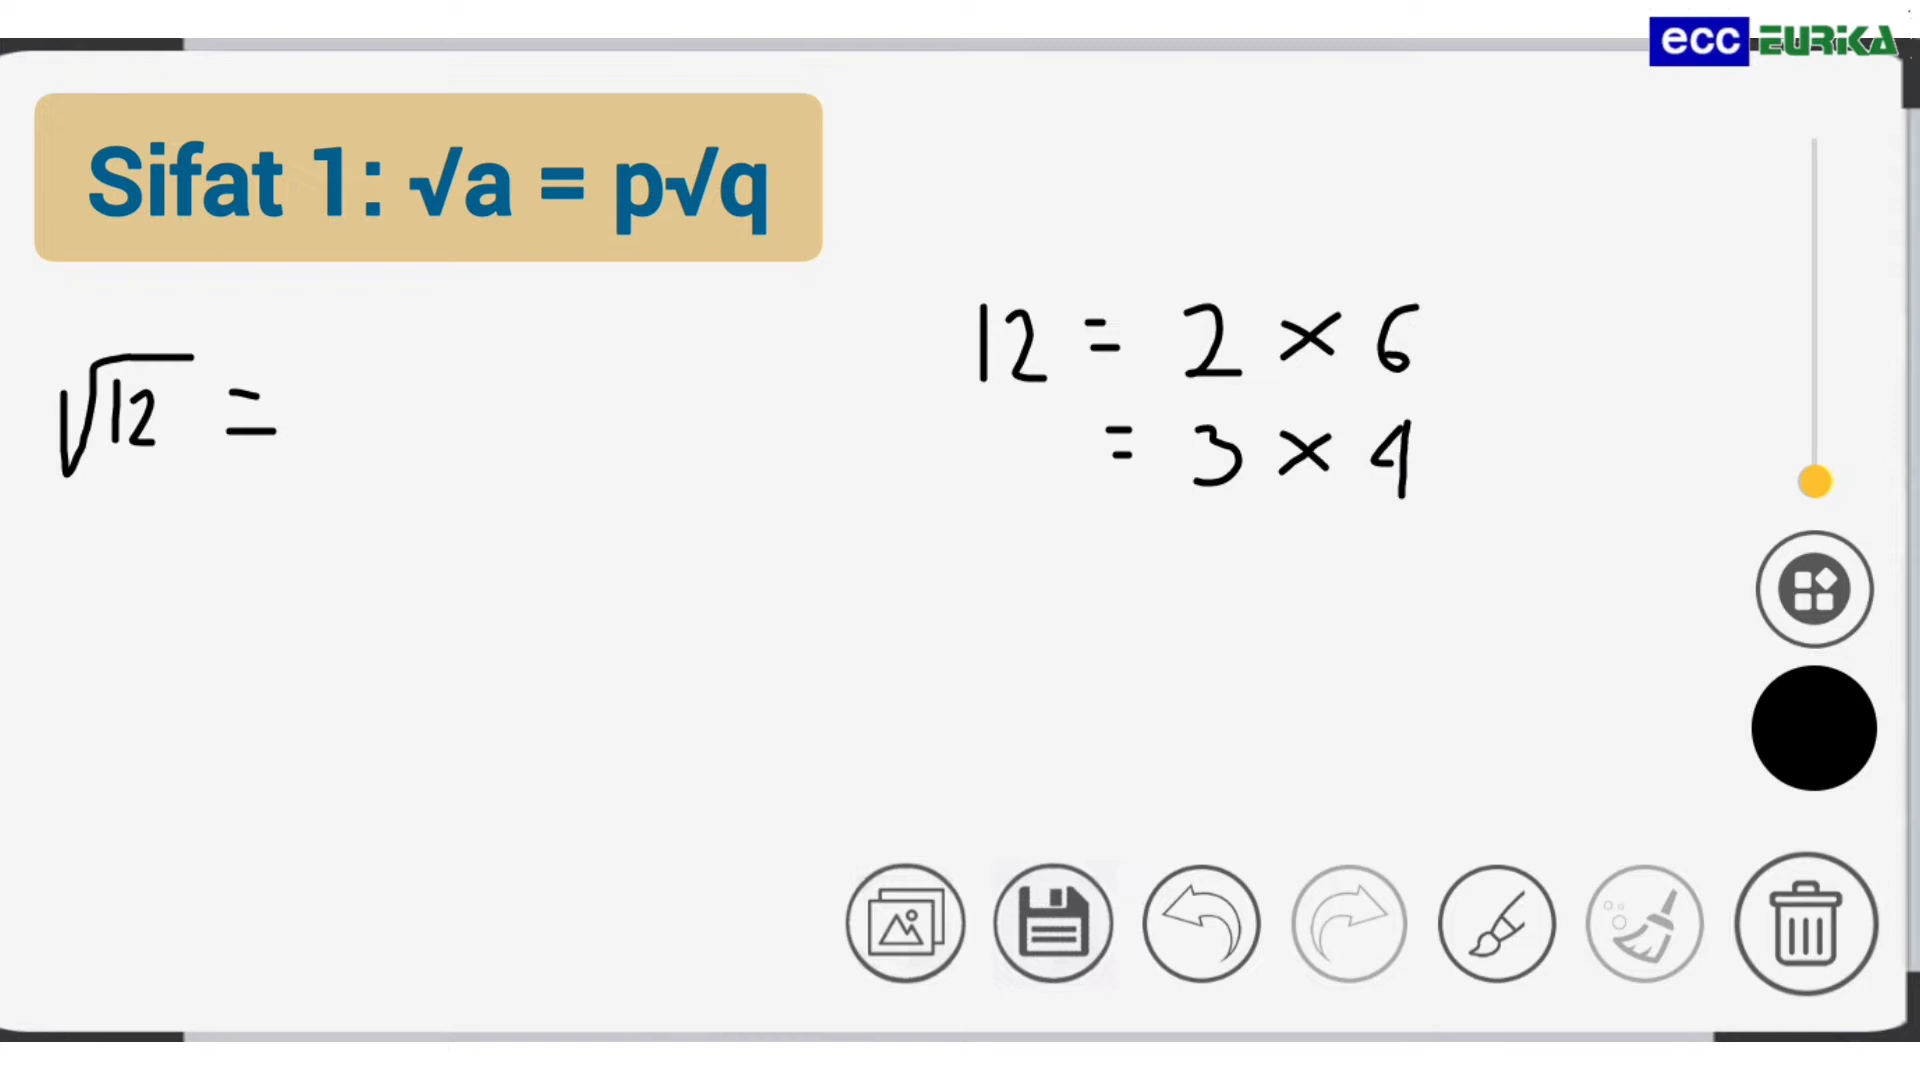 ecc EURiKA
Sifat 1: √a = p√q
12 = 2 × 6
√12 =
= 3 × 4